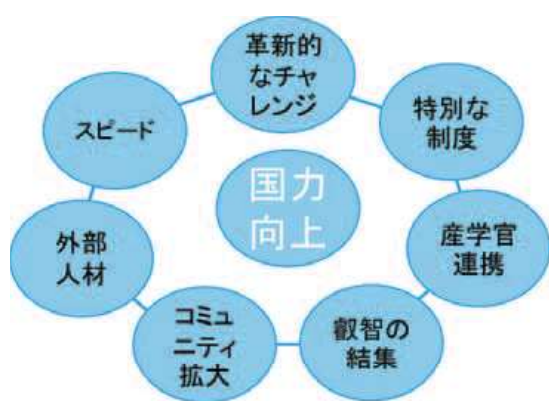 革新的
なチャ
レンジ
特別な
制度
産学官
連携
叡智の
結集
コミュ
ニティ
拡大
外部
人材
スピード
国力
向上